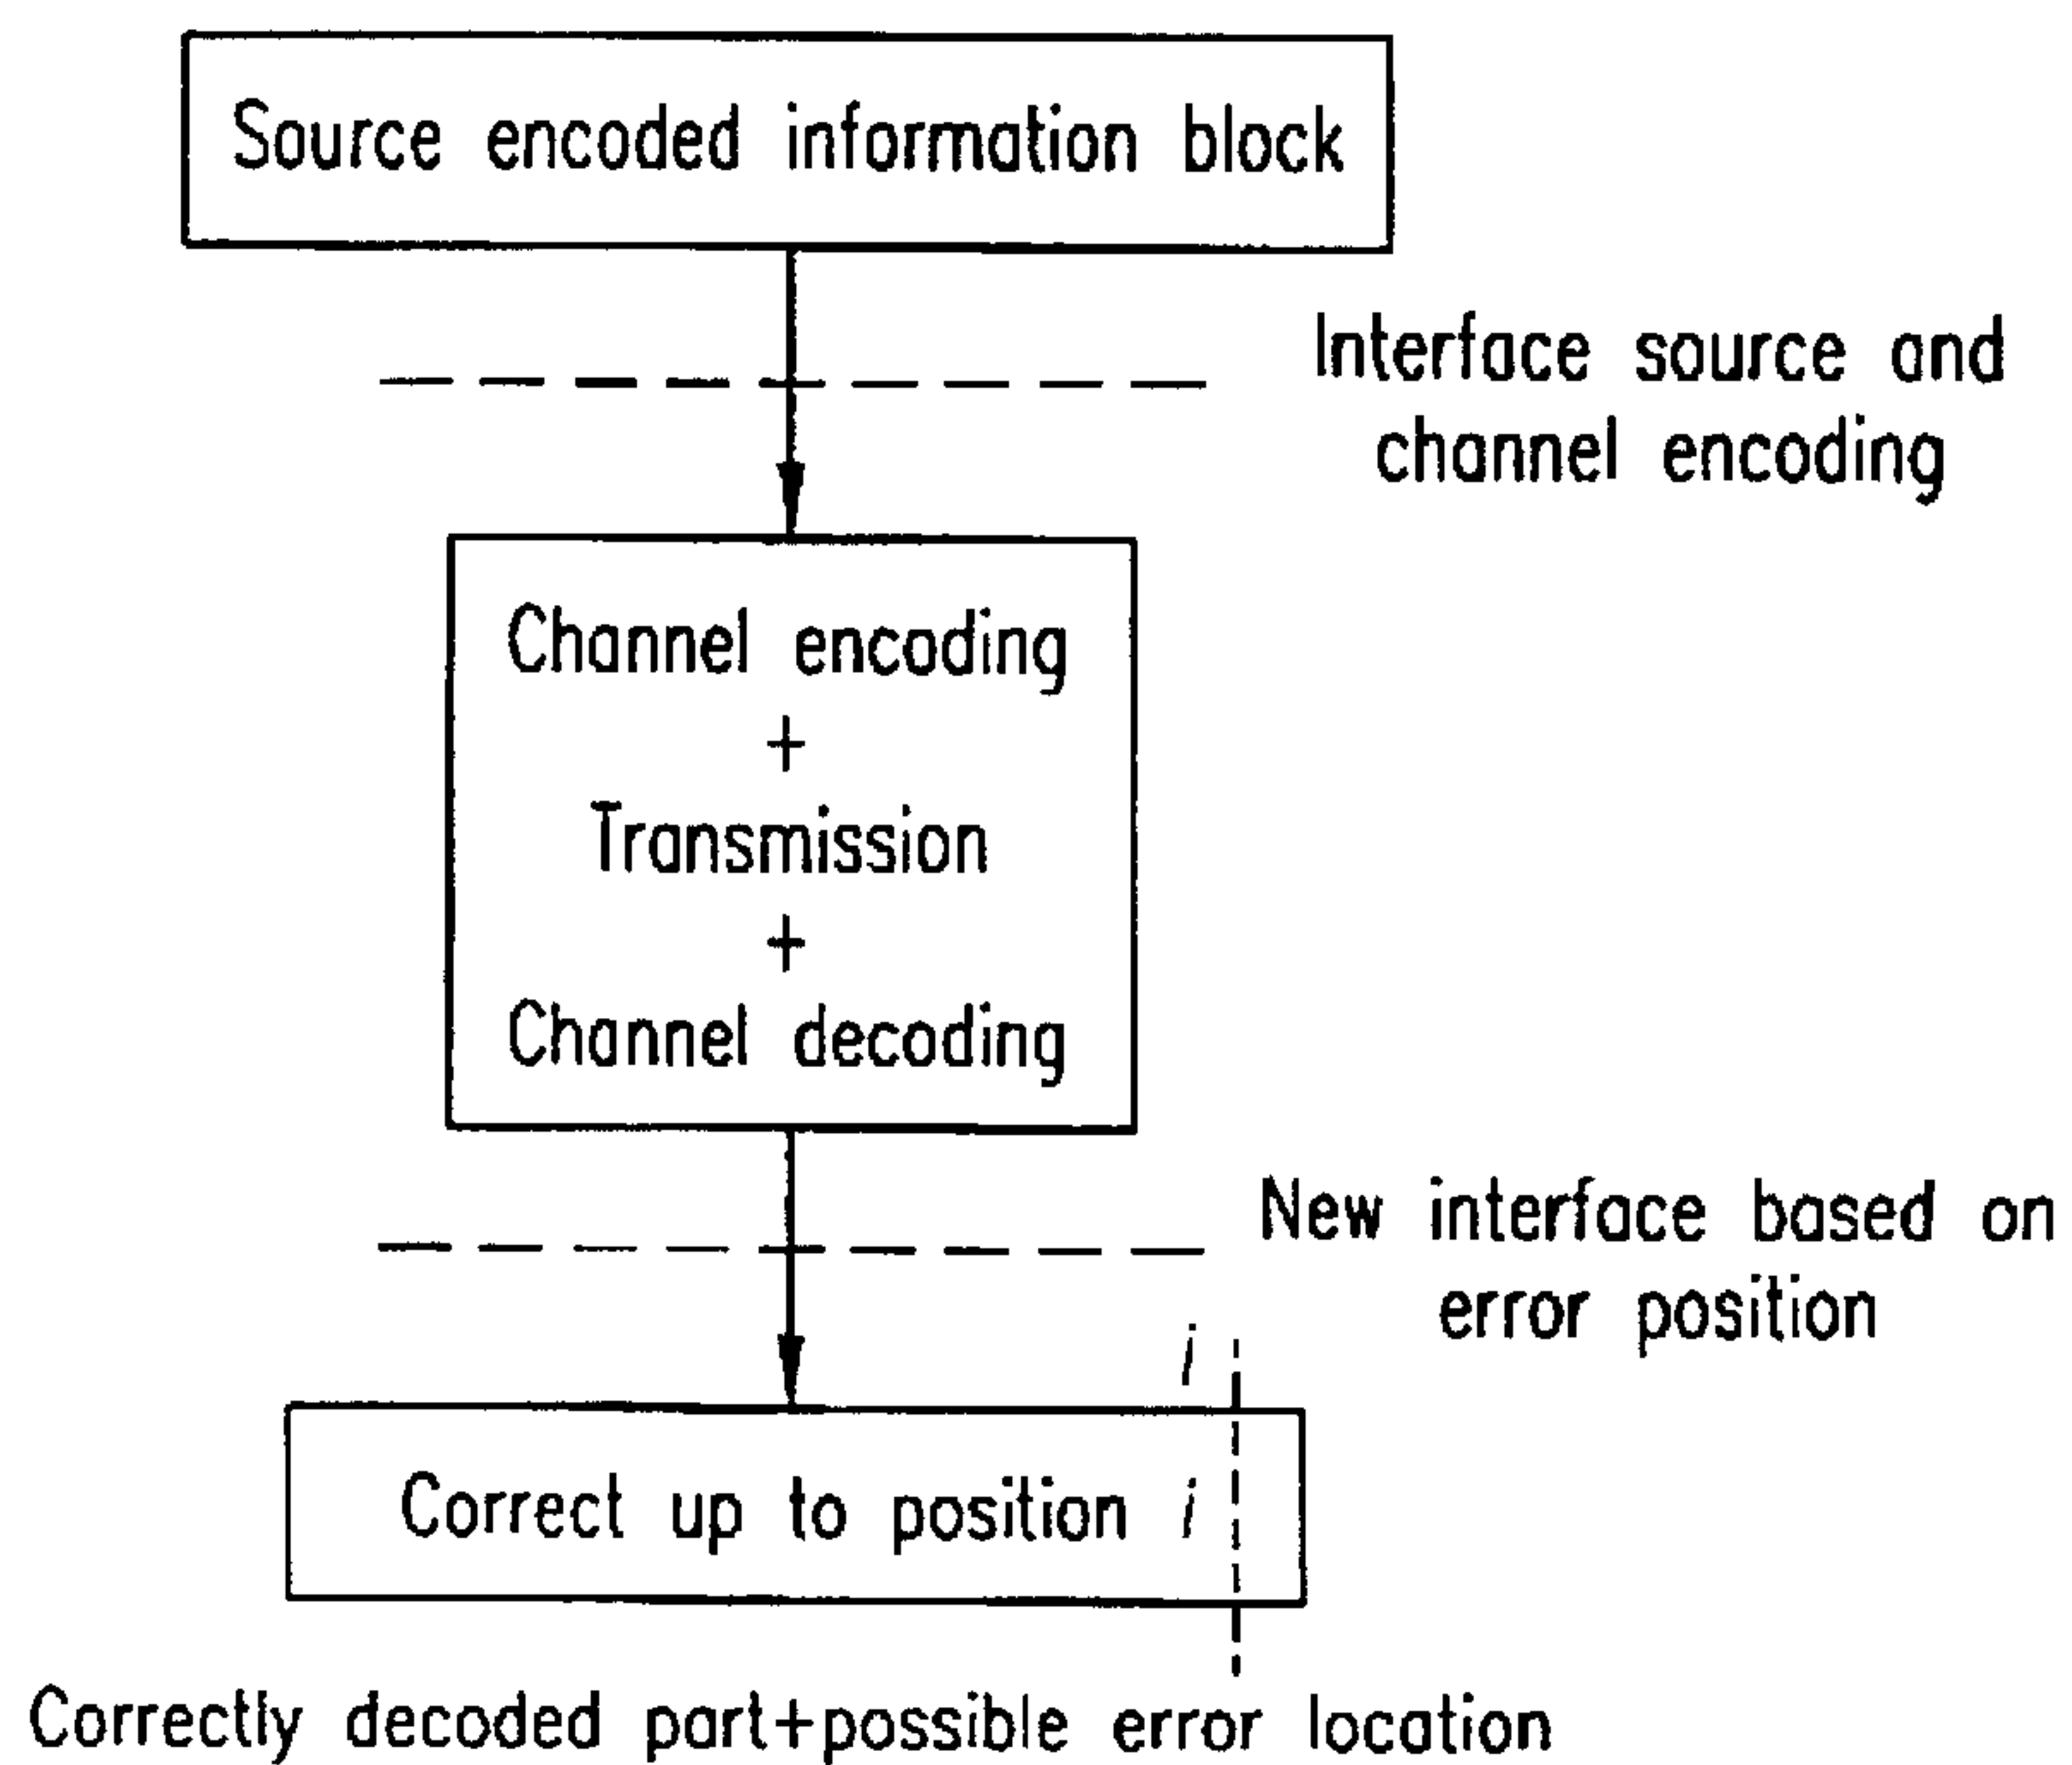 Source encoded information block
Interface source and
channel encoding
Channel encoding
+
Transmission
+
Channel decoding
New interface based on
error position
i
Correct up to position i
Correctly decoded part+possible error location